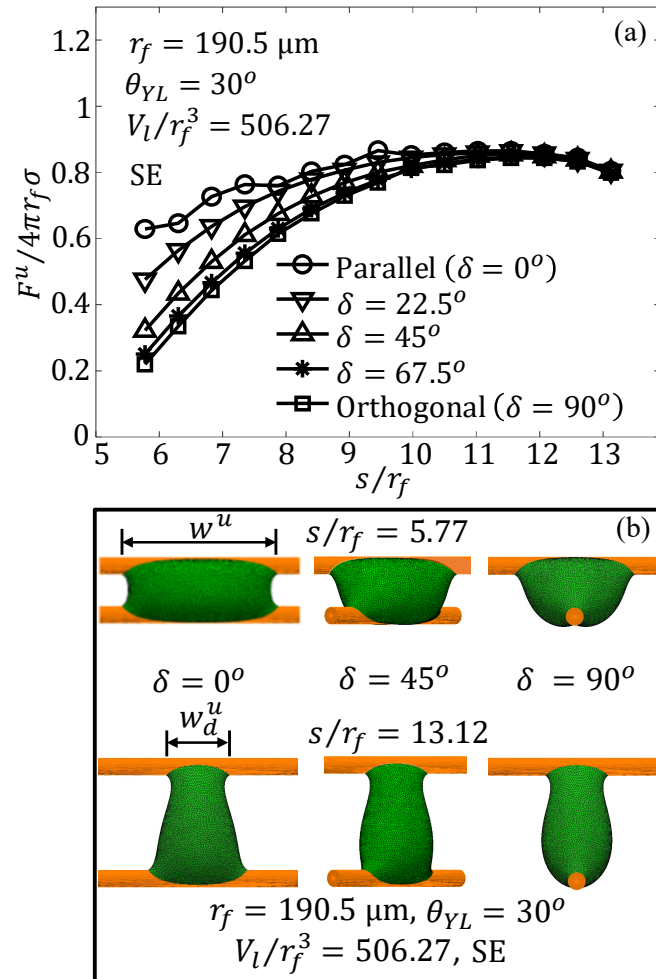 (a)
r_f = 190.5 μm
θ_YL = 30^o
V_l/r_f^3 = 506.27
SE
Parallel (δ = 0^o)
δ = 22.5^o
δ = 45^o
δ = 67.5^o
Orthogonal (δ = 90^o)
F^u/4πr_fσ
1.2
1
0.8
0.6
0.4
0.2
0
5 6 7 8 9 10 11 12 13
s/r_f
(b)
w^u s/r_f = 5.77
δ = 0^o δ = 45^o δ = 90^o
w_d^u s/r_f = 13.12
r_f = 190.5 μm, θ_YL = 30^o
V_l/r_f^3 = 506.27, SE